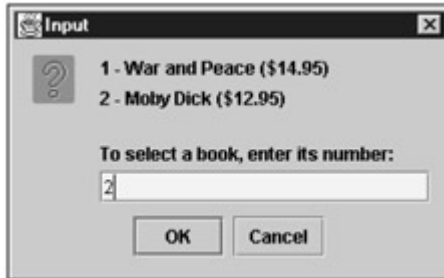 Input
1 - War and Peace ($14.95)
2 - Moby Dick ($12.95)
To select a book, enter its number:
2
OK Cancel